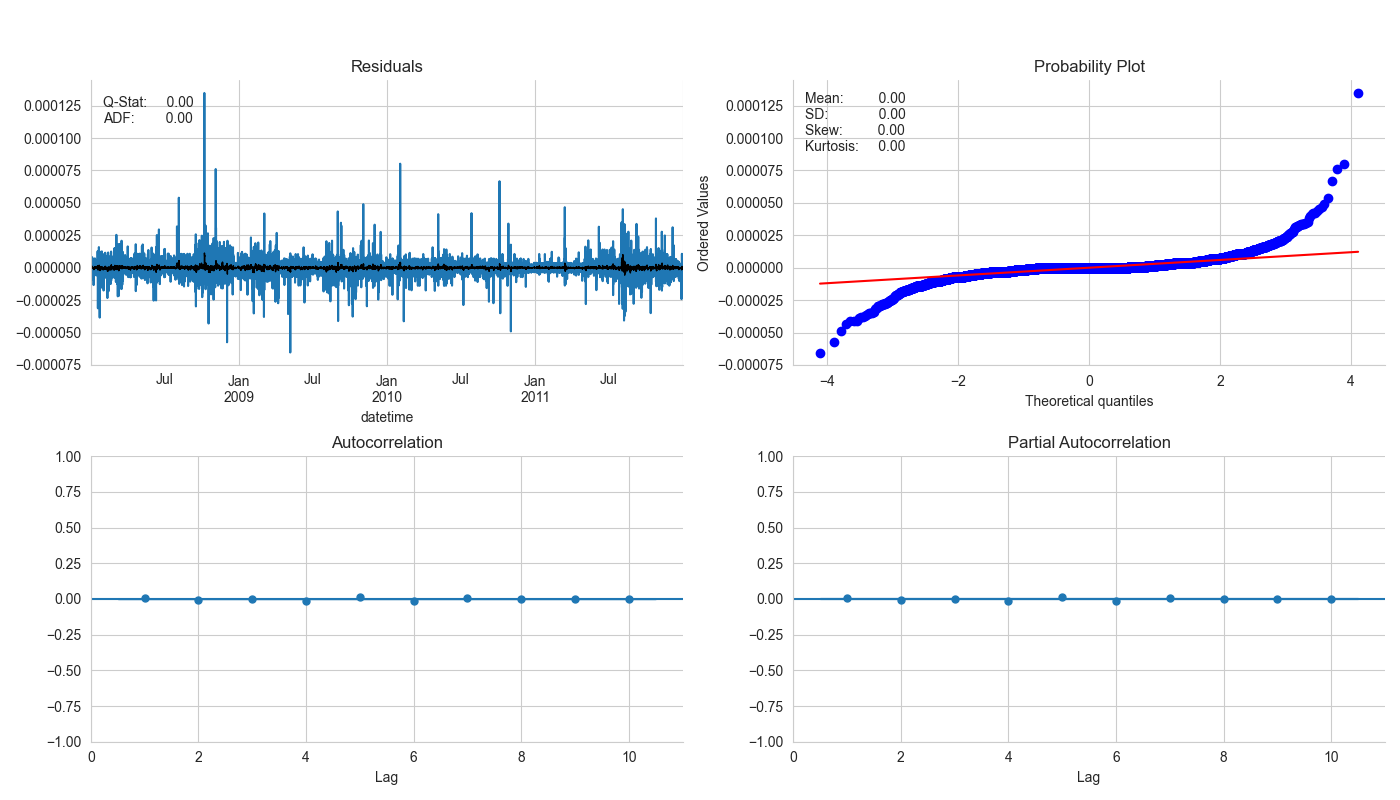 Residuals
Q-Stat: 0.00
ADF: 0.00
0.000125
0.000100
0.000075
0.000050
0.000025
0.000000
−0.000025
−0.000050
−0.000075
Jul Jan Jul Jan Jul Jan Jul
2009 2010 2011
datetime
Probability Plot
Mean: 0.00
SD: 0.00
Skew: 0.00
Kurtosis: 0.00
Ordered Values
0.000125
0.000100
0.000075
0.000050
0.000025
0.000000
−0.000025
−0.000050
−0.000075
−4 −2 0 2 4
Theoretical quantiles
Autocorrelation
1.00
0.75
0.50
0.25
0.00
−0.25
−0.50
−0.75
−1.00
0 2 4 6 8 10
Lag
Partial Autocorrelation
1.00
0.75
0.50
0.25
0.00
−0.25
−0.50
−0.75
−1.00
0 2 4 6 8 10
Lag